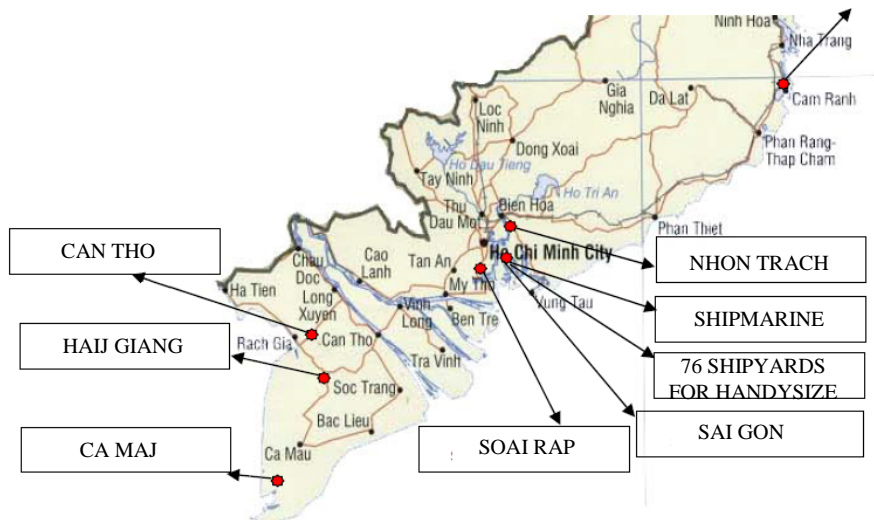 Ninh Hoa
Nha Trang
Cam Ranh
Gia
Nghia
Da Lat
Loc
Ninh
Phan Rang-
Thap Cham
Dong Xoai
Ho Dau Tieng
Tay Ninh
Ho Tri An
Thu
Dau Mot
Bien Hoa
Phan Thiet
CAN THO
Chau
Doc
Cao
Lanh
Tan An
Ho Chi Minh City
NHON TRACH
Ha Tien
Long
Xuyen
My Tho
Vung Tau
SHIPMARINE
Vinh
Long
Ben Tre
HAIJ GIANG
Rach Gia
Can Tho
Tra Vinh
76 SHIPYARDS
FOR HANDYSIZE
Soc Trang
SAI GON
Bac Lieu
SOAI RAP
CA MAJ
Ca Mau